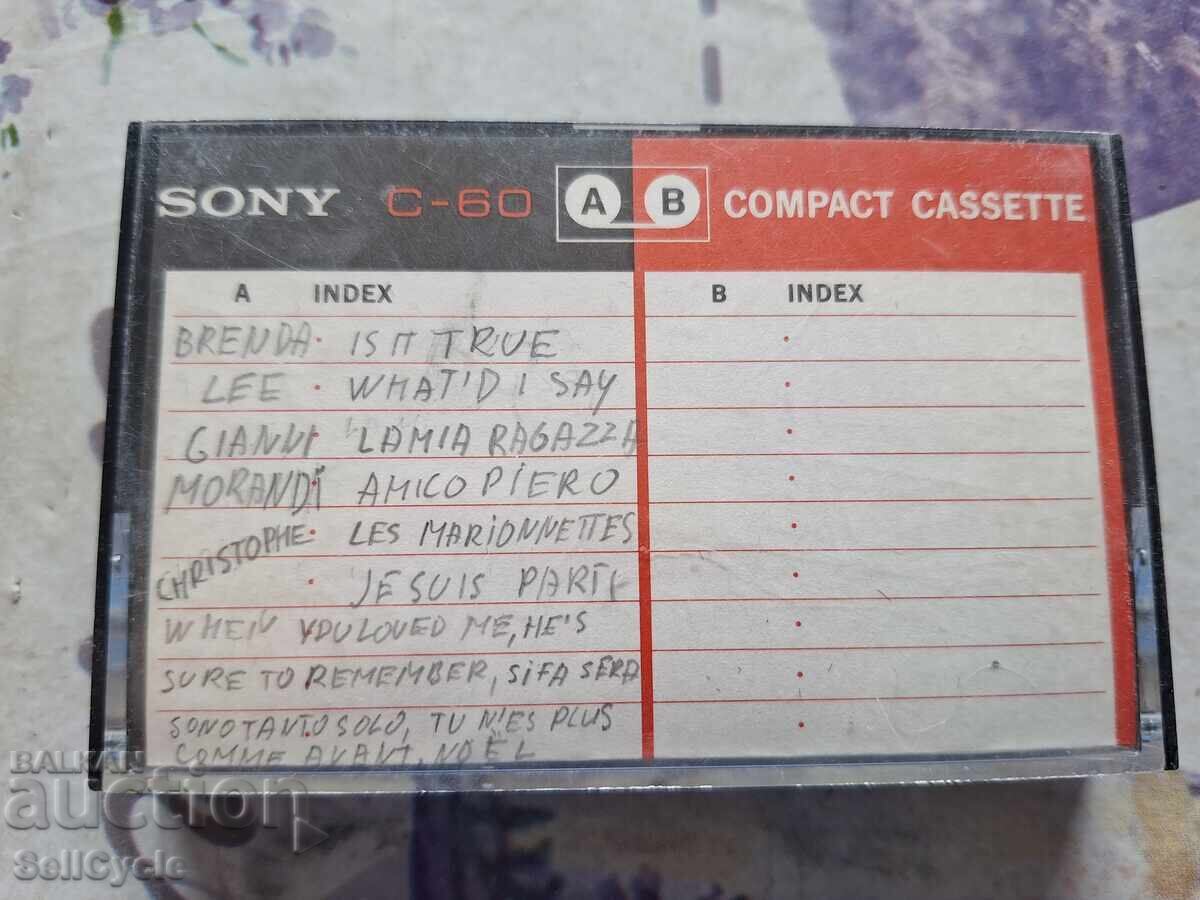 SONY C-60 A B COMPACT CASSETTE
A INDEX
BRENDA · IS IT TRUE
LEE · WHAT'D I SAY
GIANNI LA MIA RAGAZZA
MORANDI AMICO PIERO
CHRISTOPHE · LES MARIONNETTES
· JE SUIS PARTI
WHEN YOU LOVED ME, HE'S
SURE TO REMEMBER, SI FA SERA
SONO TANTO SOLO, TU N'ES PLUS
COMME AVANT, NOËL
B INDEX
BALKAN
auction
SellCycle